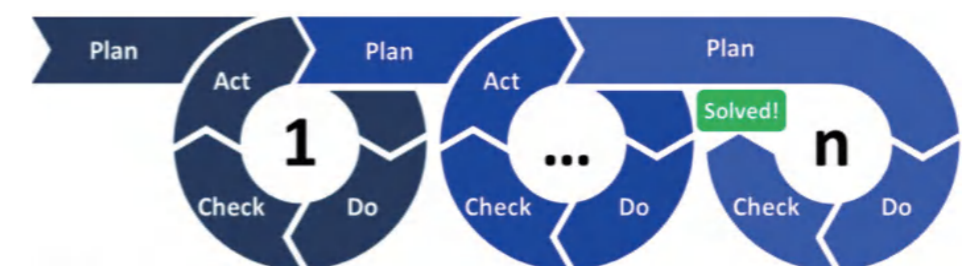 Plan
Plan
Plan
Act
Act
Solved!
1
...
n
Check
Do
Check
Do
Check
Do